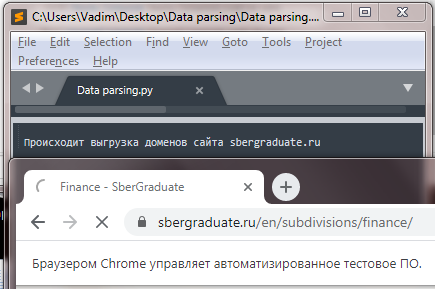 C:\Users\Vadim\Desktop\Data parsing\Data parsing....
File Edit Selection Find View Goto Tools Project
Preferences Help
Data parsing.py
Происходит выгрузка доменов сайта sbergraduate.ru
Finance - SberGraduate
sbergraduate.ru/en/subdivisions/finance/
Браузером Chrome управляет автоматизированное тестовое ПО.